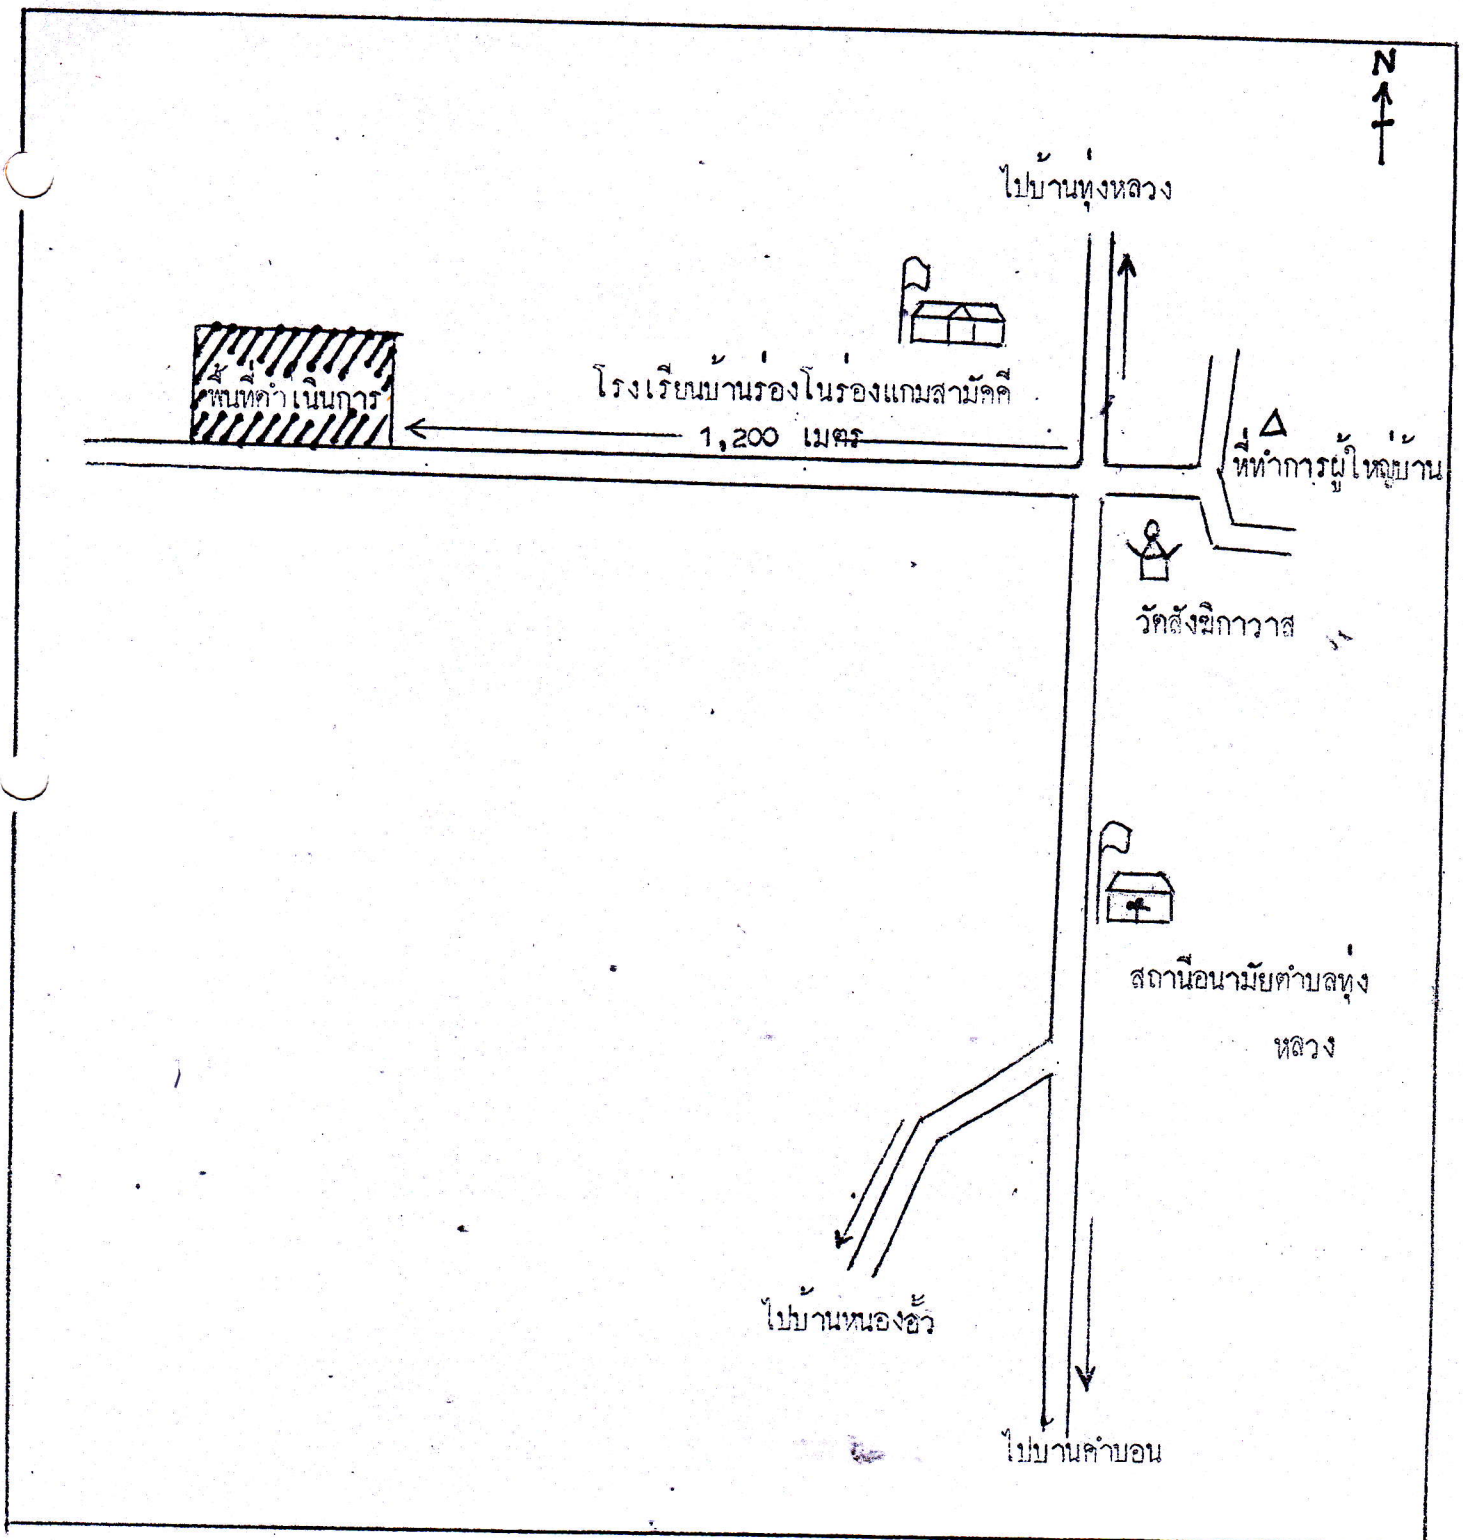 N
ไปบ้านทุ่งหลวง
โรงเรียนบ้านร่องโนร่องแกมสามัคคี
พื้นที่ดำเนินการ
1,200 เมตร
ที่ทำการผู้ใหญ่บ้าน
วัดสังฆิกาวาส
สถานีอนามัยตำบลทุ่ง
หลวง
ไปบ้านหนองฮัว
ไปบ้านคำบอน